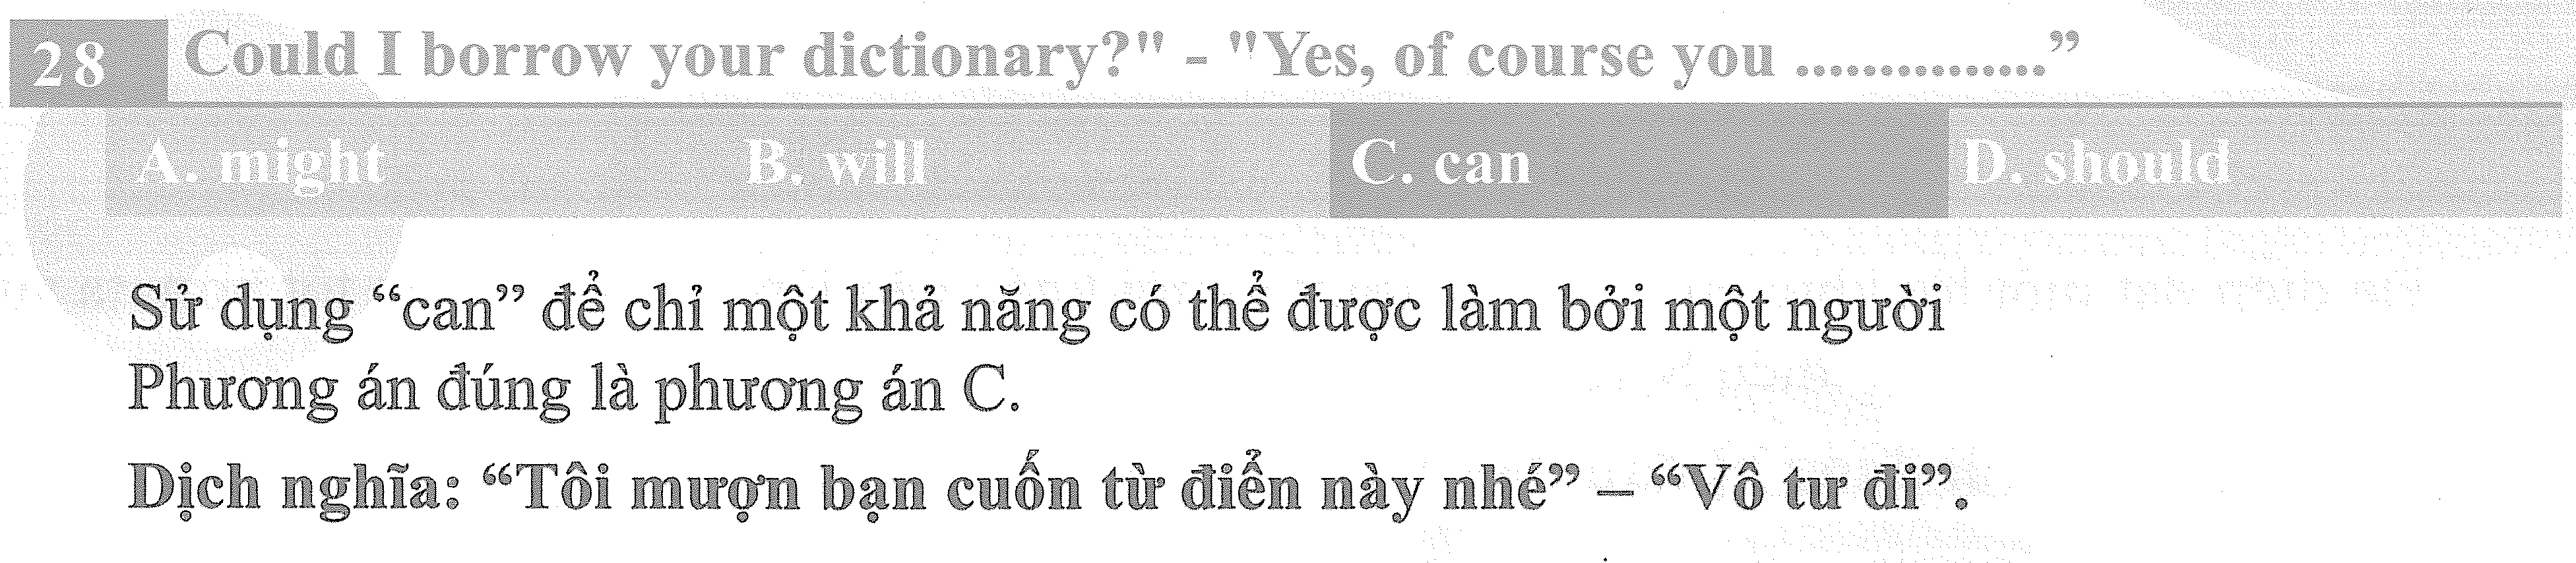 28 Could I borrow your dictionary?" - "Yes, of course you ..............”
A. might B. will C. can D. should
Sử dụng “can” để chỉ một khả năng có thể được làm bởi một người
Phương án đúng là phương án C.
Dịch nghĩa: “Tôi mượn bạn cuốn từ điển này nhé” – “Vô tư đi”.